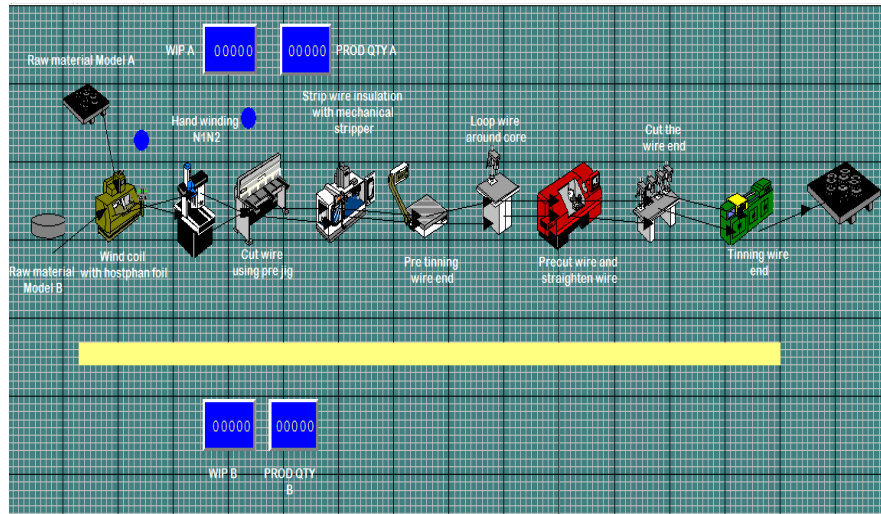 WIP A
00000
00000
PROD QTY A
Raw material Model A
Hand winding
N1N2
Strip wire insulation
with mechanical
stripper
Loop wire
around core
Cut the
wire end
Raw material
Model B
Wind coil
with hostphan foil
Cut wire
using pre jig
Pre tinning
wire end
Precut wire and
straighten wire
Tinning wire
end
00000
00000
WIP B
PROD QTY
B